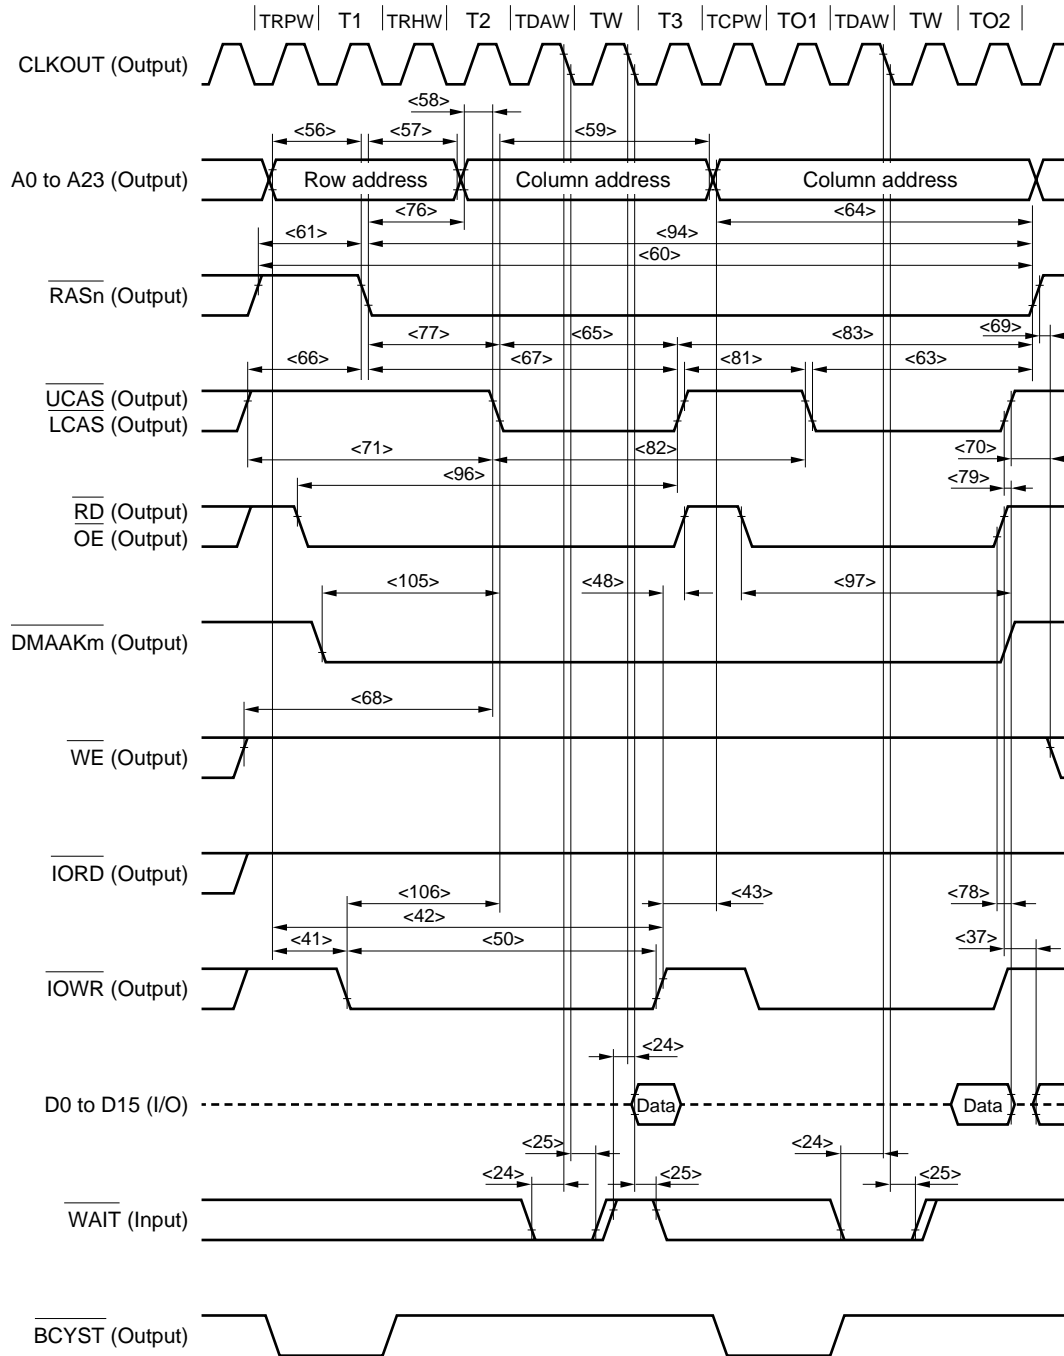 TRPW T1 TRHW T2 TDAW TW T3 TCPW TO1 TDAW TW TO2
CLKOUT (Output)
<58>
<56> <57> <59>
A0 to A23 (Output) Row address Column address Column address
<76> <64>
<61> <94>
<60>
RASn (Output)
<69>
<77> <65> <83>
<66> <67> <81> <63>
UCAS (Output)
LCAS (Output)
<71> <82> <70>
<96> <79>
RD (Output)
OE (Output)
<105> <48> <97>
DMAAKm (Output)
<68>
WE (Output)
IORD (Output)
<106> <43> <78>
<42>
<41> <50> <37>
IOWR (Output)
<24>
D0 to D15 (I/O) Data Data
<25> <24>
<24> <25> <25>
WAIT (Input)
BCYST (Output)